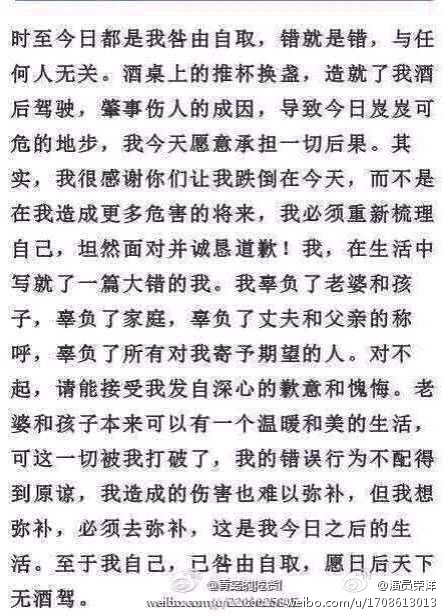 时至今日都是我咎由自取，错就是错，与任
何人无关。酒桌上的推杯换盏，造就了我酒
后驾驶，肇事伤人的成因，导致今日岌岌可
危的地步，我今天愿意承担一切后果。其
实，我很感谢你们让我跌倒在今天，而不是
在我造成更多危害的将来，我必须重新梳理
自己，坦然面对并诚恳道歉！我，在生活中
写就了一篇大错的我。我辜负了老婆和孩
子，辜负了家庭，辜负了丈夫和父亲的称
呼，辜负了所有对我寄予期望的人。对不
起，请能接受我发自深心的歉意和愧悔。老
婆和孩子本来可以有一个温暖和美的生活，
可这一切被我打破了，我的错误行为不配得
到原谅，我造成的伤害也难以弥补，但我想
弥补，必须去弥补，这是我今日之后的生
活。至于我自己，已咎由自取，愿日后天下
无酒驾。
@演员荣洋
weibo.com/u/1708613013